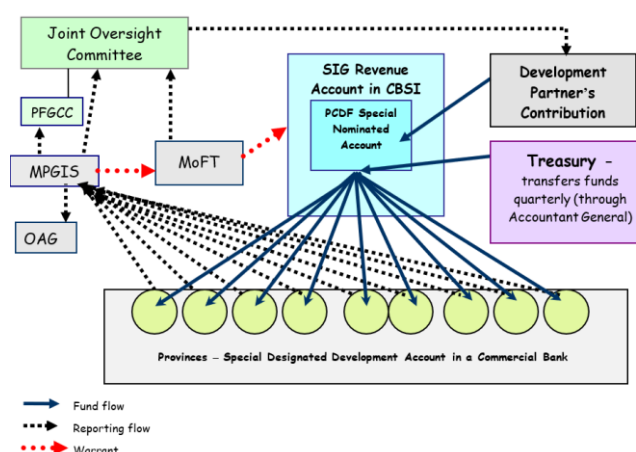 Joint Oversight
Committee
SIG Revenue
Account in CBSI
PCDF Special
Nominated
Account
Development
Partner's
Contribution
PFGCC
MoFT
MPGIS
Treasury –
transfers funds
quarterly (through
Accountant General)
OAG
Provinces – Special Designated Development Account in a Commercial Bank
Fund flow
Reporting flow
Warrant